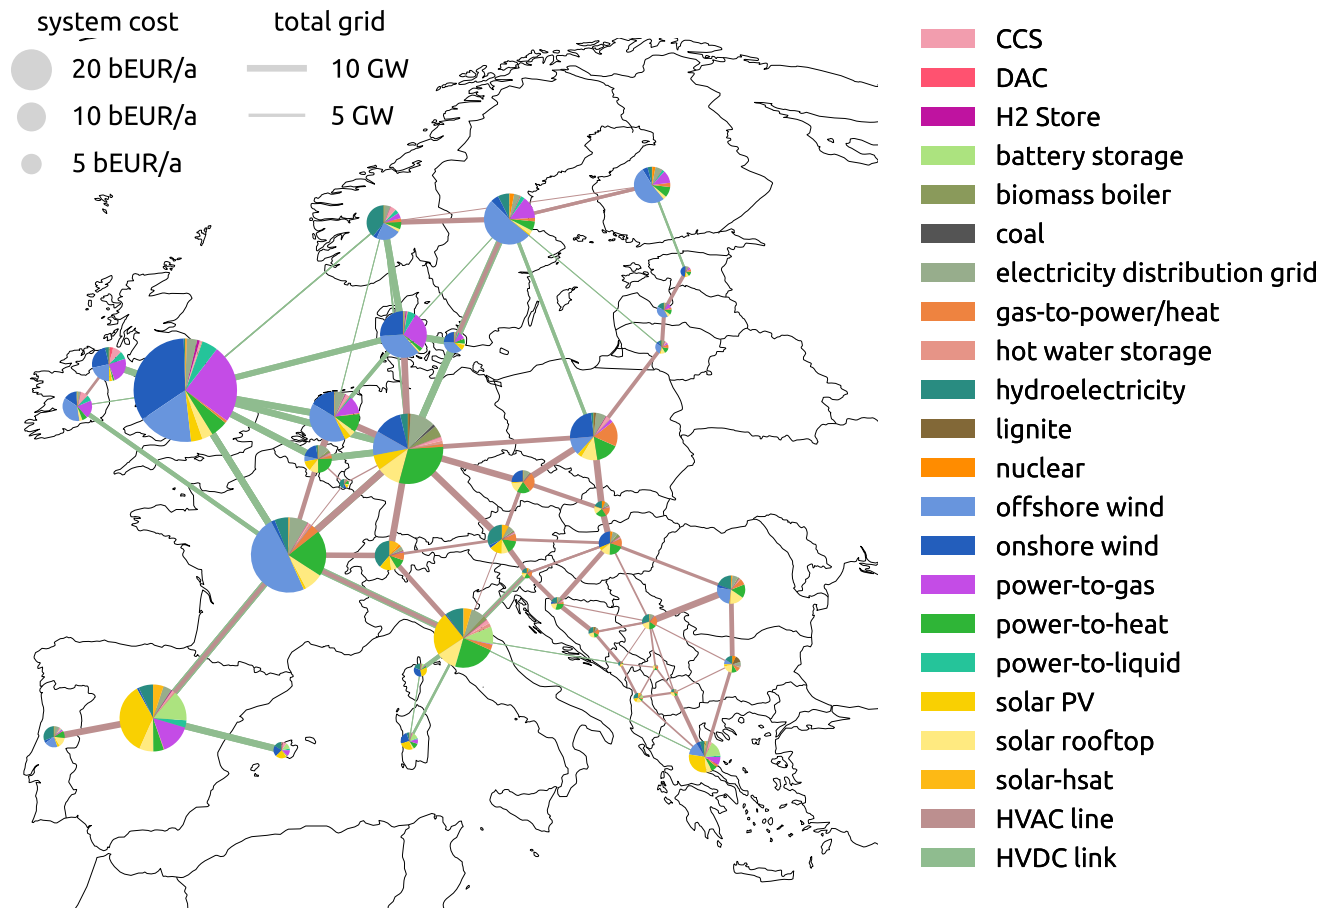 system cost
20 bEUR/a
10 bEUR/a
5 bEUR/a
total grid
10 GW
5 GW
CCS
DAC
H2 Store
battery storage
biomass boiler
coal
electricity distribution grid
gas-to-power/heat
hot water storage
hydroelectricity
lignite
nuclear
offshore wind
onshore wind
power-to-gas
power-to-heat
power-to-liquid
solar PV
solar rooftop
solar-hsat
HVAC line
HVDC link